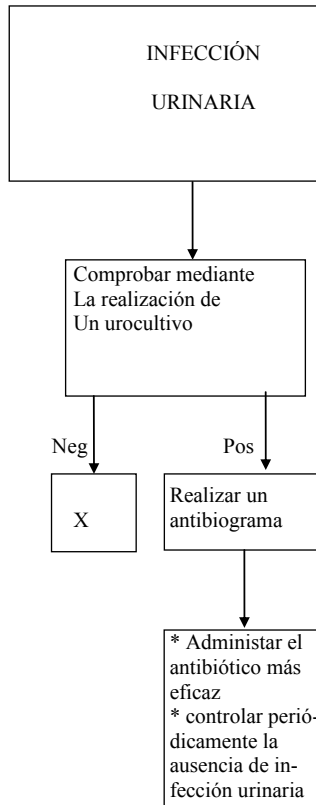 INFECCIÓN
URINARIA
Comprobar mediante
La realización de
Un urocultivo
Neg
Pos
X
Realizar un
antibiograma
* Administar el
antibiótico más
eficaz
* controlar perió-
dicamente la
ausencia de in-
fección urinaria